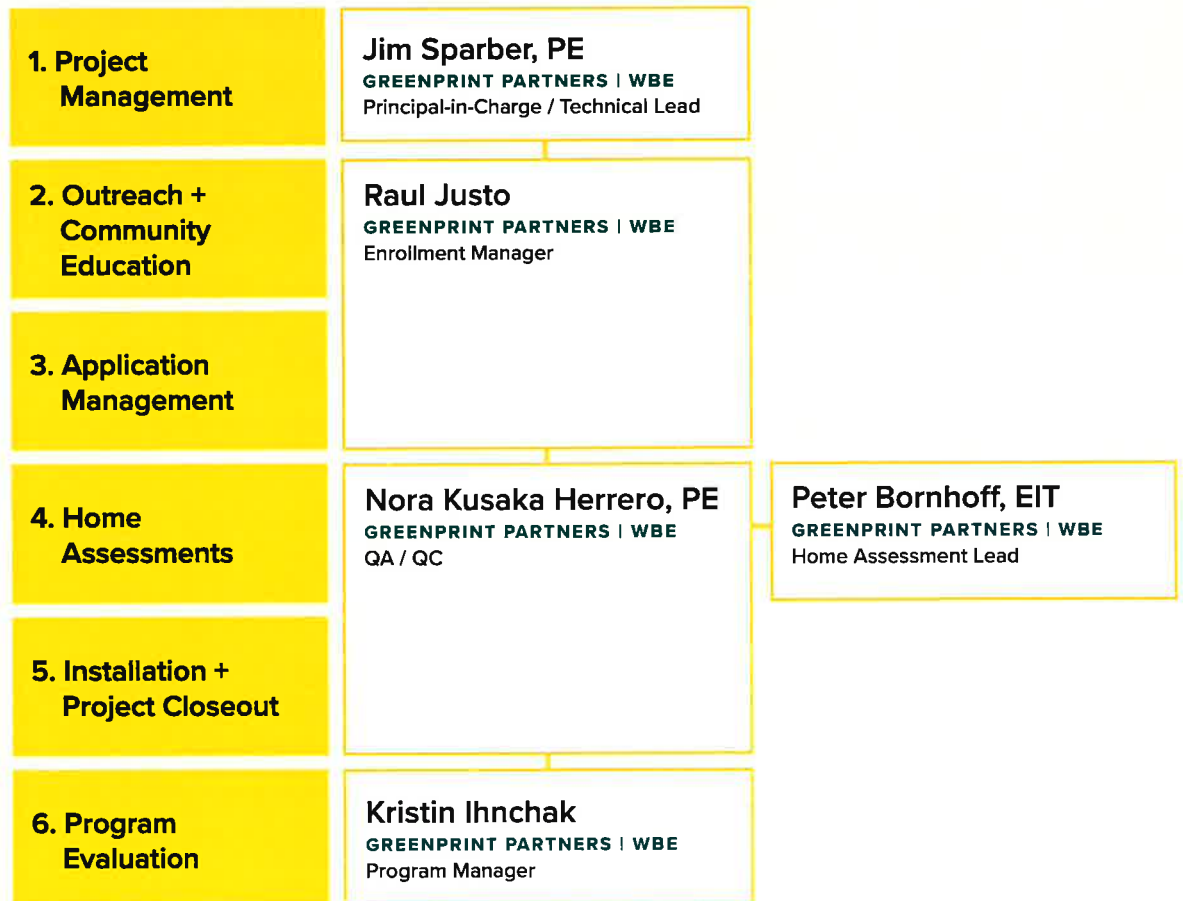 1. Project
Management
Jim Sparber, PE
GREENPRINT PARTNERS | WBE
Principal-in-Charge / Technical Lead
2. Outreach +
Community
Education
Raul Justo
GREENPRINT PARTNERS | WBE
Enrollment Manager
3. Application
Management
4. Home
Assessments
Nora Kusaka Herrero, PE
GREENPRINT PARTNERS | WBE
QA / QC
Peter Bornhoff, EIT
GREENPRINT PARTNERS | WBE
Home Assessment Lead
5. Installation +
Project Closeout
6. Program
Evaluation
Kristin Ihnchak
GREENPRINT PARTNERS | WBE
Program Manager